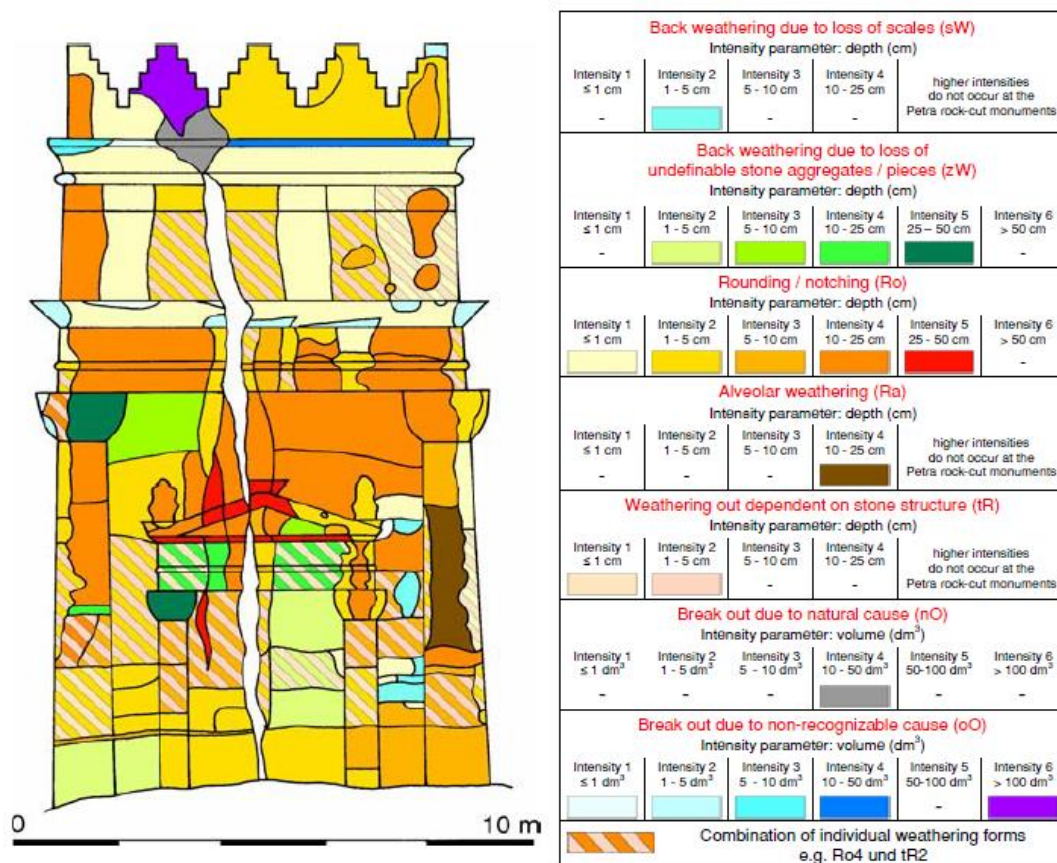 0 10 m
Back weathering due to loss of scales (sW)
Intensity parameter: depth (cm)
Intensity 1 Intensity 2 Intensity 3 Intensity 4
≤ 1 cm 1 - 5 cm 5 - 10 cm 10 - 25 cm
higher intensities
do not occur at the
Petra rock-cut monuments
- - -
Back weathering due to loss of
undefinable stone aggregates / pieces (zW)
Intensity parameter: depth (cm)
Intensity 1 Intensity 2 Intensity 3 Intensity 4 Intensity 5 Intensity 6
≤ 1 cm 1 - 5 cm 5 - 10 cm 10 - 25 cm 25 – 50 cm > 50 cm
- -
Rounding / notching (Ro)
Intensity parameter: depth (cm)
Intensity 1 Intensity 2 Intensity 3 Intensity 4 Intensity 5 Intensity 6
≤ 1 cm 1 - 5 cm 5 - 10 cm 10 - 25 cm 25 - 50 cm > 50 cm
-
Alveolar weathering (Ra)
Intensity parameter: depth (cm)
Intensity 1 Intensity 2 Intensity 3 Intensity 4
≤ 1 cm 1 - 5 cm 5 - 10 cm 10 - 25 cm
higher intensities
do not occur at the
Petra rock-cut monuments
- - -
Weathering out dependent on stone structure (tR)
Intensity parameter: depth (cm)
Intensity 1 Intensity 2 Intensity 3 Intensity 4
≤ 1 cm 1 - 5 cm 5 - 10 cm 10 - 25 cm
higher intensities
do not occur at the
Petra rock-cut monuments
- -
Break out due to natural cause (nO)
Intensity parameter: volume (dm³)
Intensity 1 Intensity 2 Intensity 3 Intensity 4 Intensity 5 Intensity 6
≤ 1 dm³ 1 - 5 dm³ 5 - 10 dm³ 10 - 50 dm³ 50-100 dm³ > 100 dm³
- - - - -
Break out due to non-recognizable cause (oO)
Intensity parameter: volume (dm³)
Intensity 1 Intensity 2 Intensity 3 Intensity 4 Intensity 5 Intensity 6
≤ 1 dm³ 1 - 5 dm³ 5 - 10 dm³ 10 - 50 dm³ 50-100 dm³ > 100 dm³
-
Combination of individual weathering forms
e.g. Ro4 und tR2